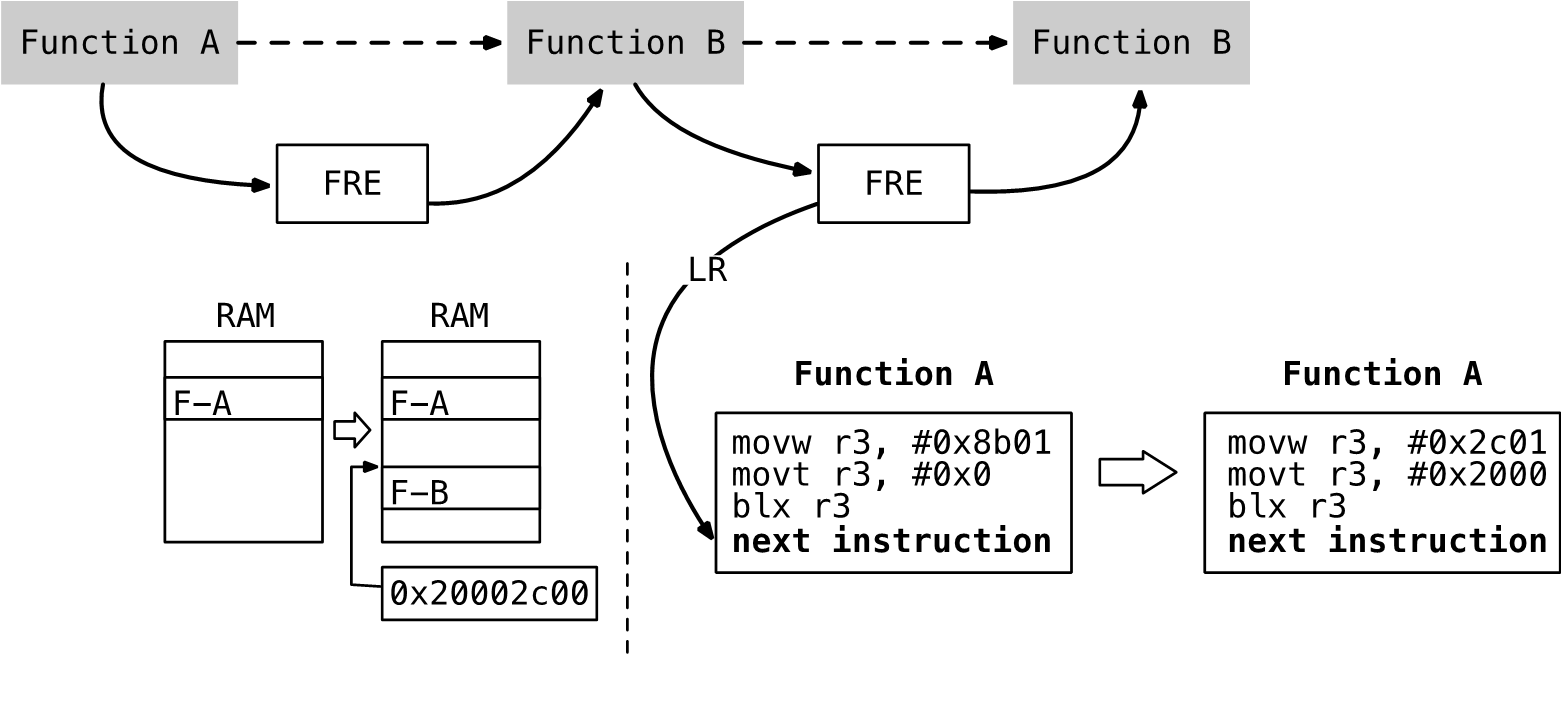 Function A
Function B
Function B
FRE
FRE
LR
RAM
RAM
F−A
F−A
F−B
0x20002c00
Function A
movw r3, #0x8b01
movt r3, #0x0
blx r3
next instruction
Function A
movw r3, #0x2c01
movt r3, #0x2000
blx r3
next instruction